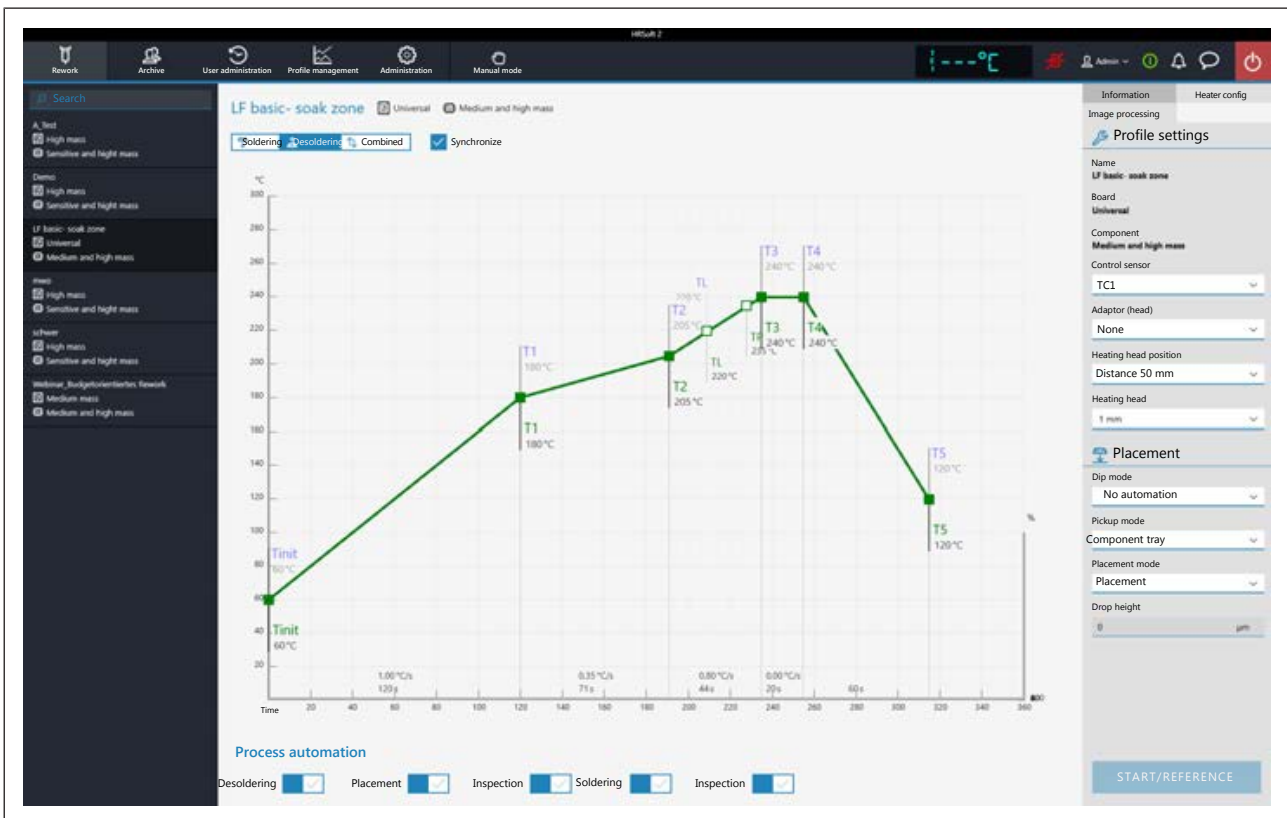 HRSoft 2
Rework
Archive
User administration
Profile management
Administration
Manual mode
---°C
Admin
Search
A_Test
High mass
Sensitive and hight mass
Demo
High mass
Sensitive and hight mass
LF basic- soak zone
Universal
Medium and high mass
High mass
Sensitive and hight mass
schwer
High mass
Sensitive and hight mass
Webinar_Budgetorientiertes Rework
Medium mass
Medium and high mass
LF basic- soak zone Universal Medium and high mass
Soldering Desoldering Combined Synchronize
°C
300
280
260
240
220
200
180
160
140
120
100
80
60
40
20
Tinit
60°C
Tinit
60°C
T1
180°C
T1
180°C
T2
205°C
T2
205°C
TL
220°C
TL
220°C
235°C
T3
240°C
T3
240°C
T4
240°C
T4
240°C
T5
120°C
T5
120°C
%
1.00°C/s
120s
0.35°C/s
71s
0.80°C/s
44s
0.00°C/s
20s
60s
Time 20 40 60 80 100 120 140 160 180 200 220 240 260 280 300 320 340 360
Process automation
Desoldering Placement Inspection Soldering Inspection
Information Heater config
Image processing
Profile settings
Name
LF basic- soak zone
Board
Universal
Component
Medium and high mass
Control sensor
TC1
Adaptor (head)
None
Heating head position
Distance 50 mm
Heating head
1 mm
Placement
Dip mode
No automation
Pickup mode
Component tray
Placement mode
Placement
Drop height
0 µm
START/REFERENCE